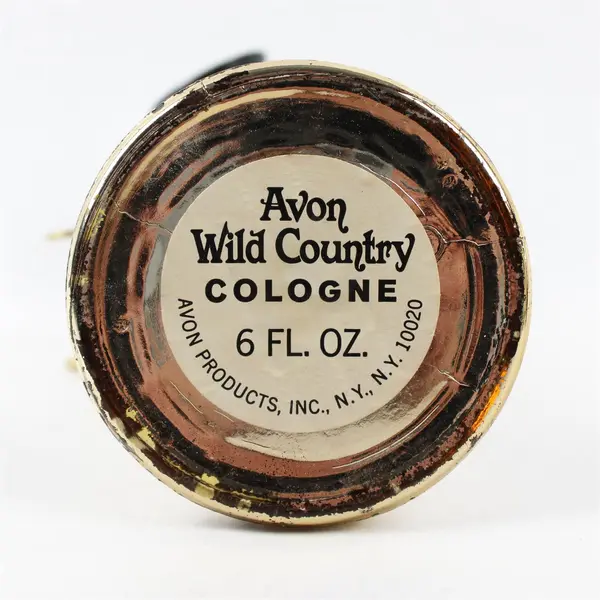 Avon
Wild Country
COLOGNE
6 FL. OZ.
AVON PRODUCTS, INC., N.Y., N.Y. 10020